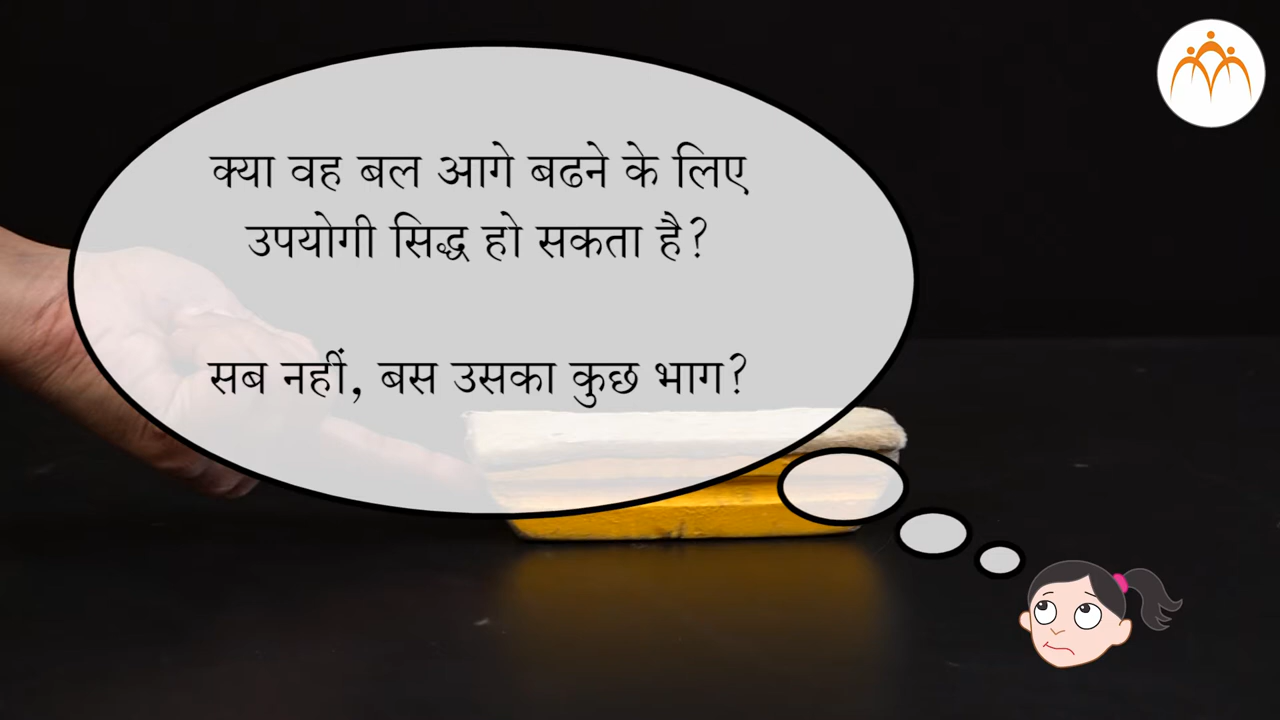 क्या वह बल आगे बढने के लिए
उपयोगी सिद्ध हो सकता है?
सब नहीं, बस उसका कुछ भाग?